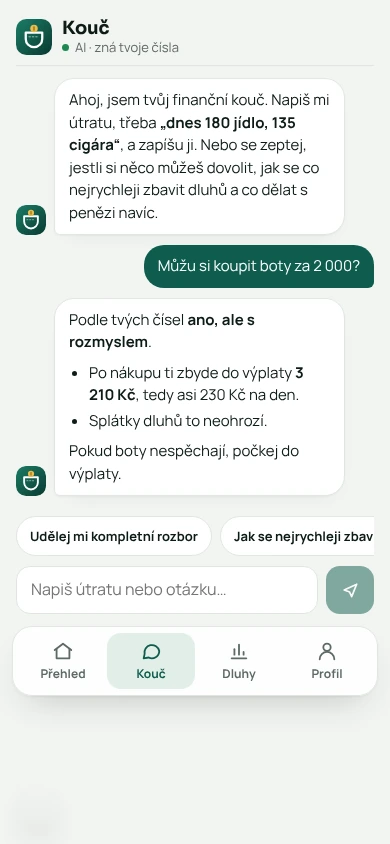 Kouč
AI · zná tvoje čísla
Ahoj, jsem tvůj finanční kouč. Napiš mi
útratu, třeba „dnes 180 jídlo, 135
cigára“, a zapíšu ji. Nebo se zeptej,
jestli si něco můžeš dovolit, jak se co
nejrychleji zbavit dluhů a co dělat s
penězi navíc.
Můžu si koupit boty za 2 000?
Podle tvých čísel ano, ale s
rozmyslem.
• Po nákupu ti zbyde do výplaty 3
210 Kč, tedy asi 230 Kč na den.
• Splátky dluhů to neohrozí.
Pokud boty nespěchají, počkej do
výplaty.
Udělej mi kompletní rozbor
Jak se nejrychleji zbav
Napiš útratu nebo otázku…
Přehled
Kouč
Dluhy
Profil